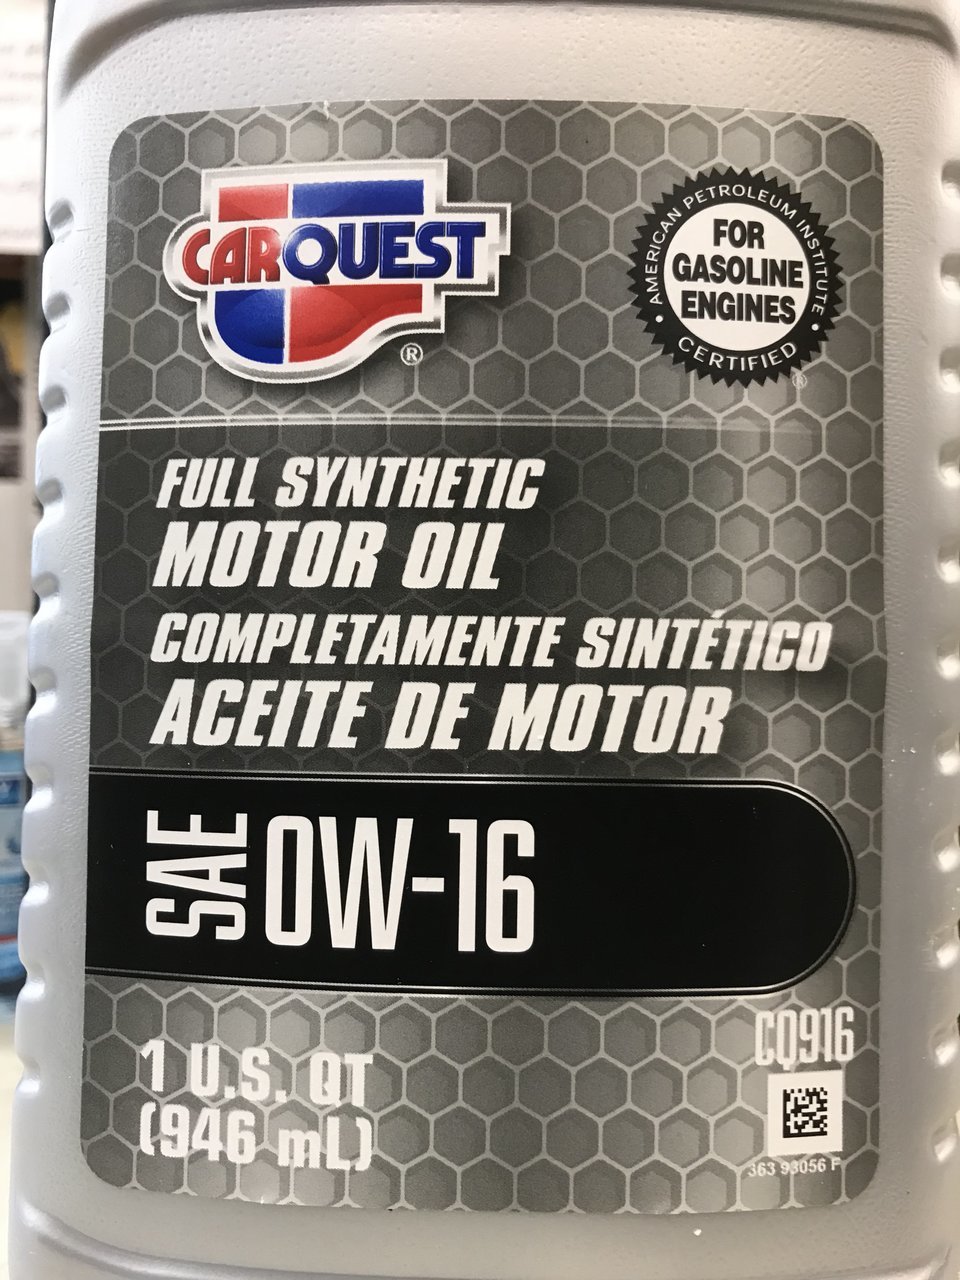 CARQUEST
®
AMERICAN PETROLEUM INSTITUTE
FOR
GASOLINE
ENGINES
• CERTIFIED •
®
FULL SYNTHETIC
MOTOR OIL
COMPLETAMENTE SINTÉTICO
ACEITE DE MOTOR
SAE 0W-16
1 U.S. QT
(946 mL)
CQ916
363 93056 F